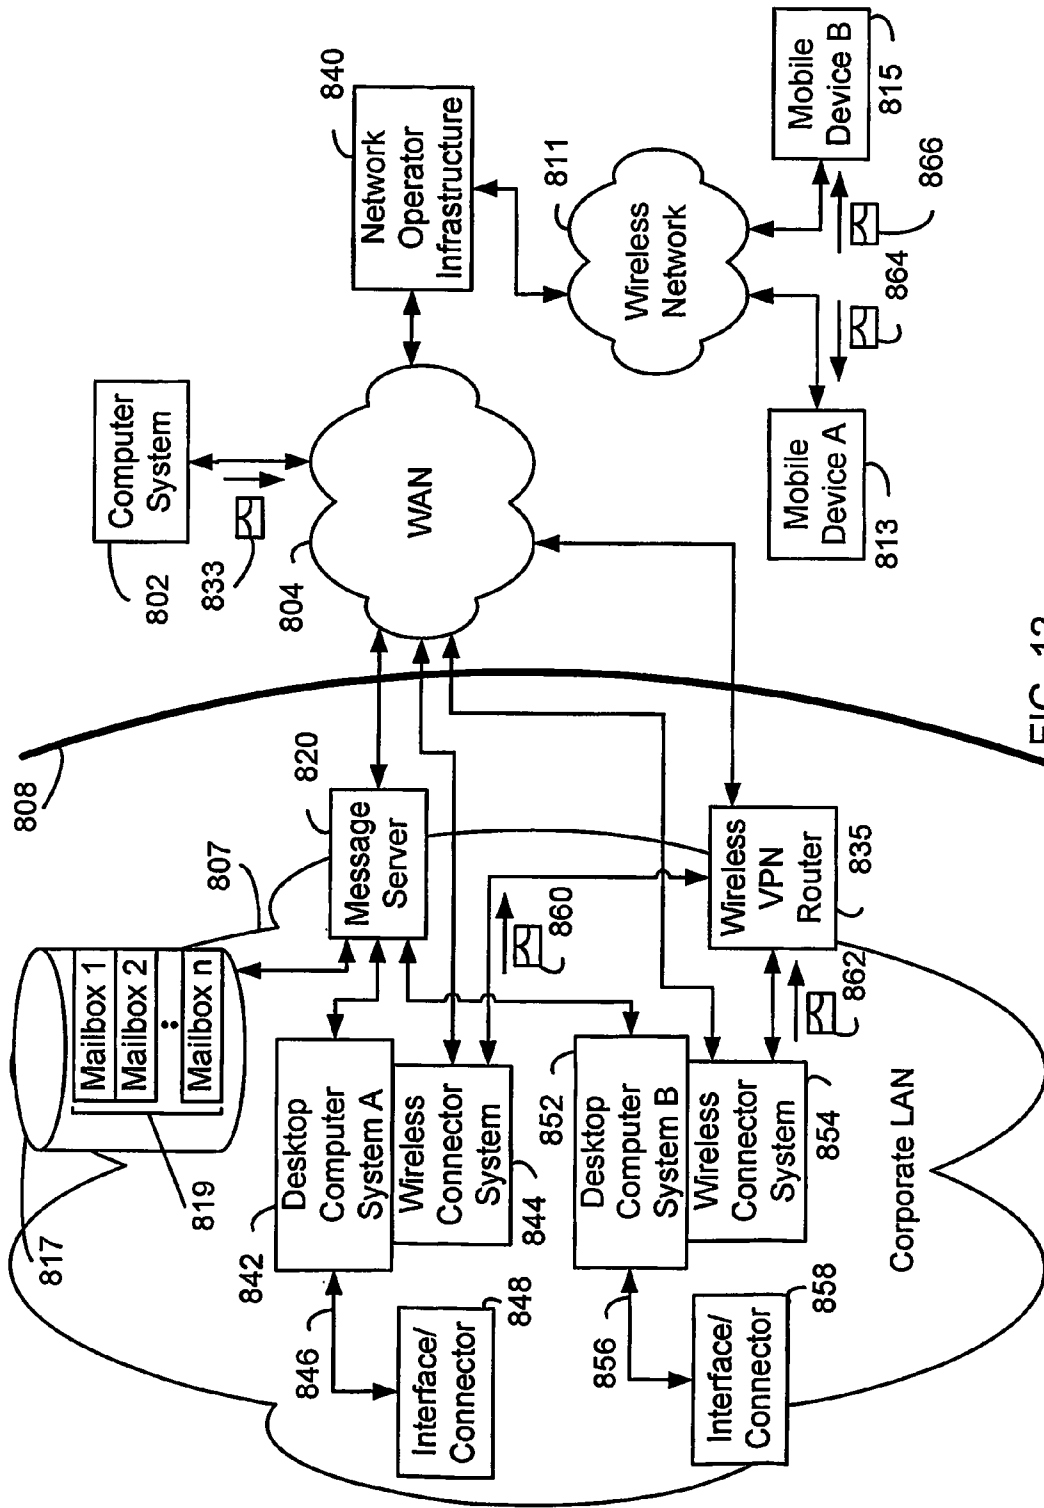 817
819
Mailbox 1
Mailbox 2
Mailbox n
807
808
842
Desktop
Computer
System A
Wireless
Connector
System
844
846
848
Interface/
Connector
820
Message
Server
802
Computer
System
833
804
WAN
840
Network
Operator
Infrastructure
852
Desktop
Computer
System B
Wireless
Connector
System
854
856
858
Interface/
Connector
860
862
Wireless
VPN
Router
835
811
Wireless
Network
Mobile
Device A
813
864
866
Mobile
Device B
815
Corporate LAN
FIG.